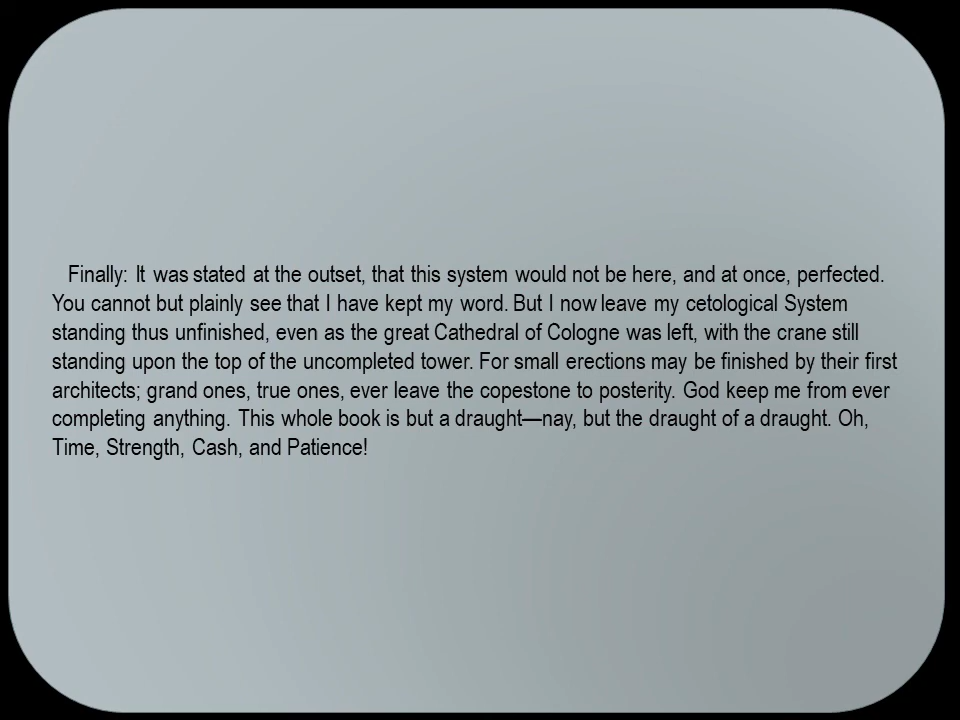 Finally: It was stated at the outset, that this system would not be here, and at once, perfected.
You cannot but plainly see that I have kept my word. But I now leave my cetological System
standing thus unfinished, even as the great Cathedral of Cologne was left, with the crane still
standing upon the top of the uncompleted tower. For small erections may be finished by their first
architects; grand ones, true ones, ever leave the copestone to posterity. God keep me from ever
completing anything. This whole book is but a draught—nay, but the draught of a draught. Oh,
Time, Strength, Cash, and Patience!